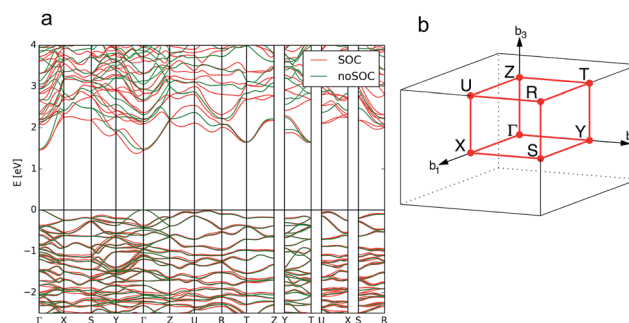 a
b
4
3
2
1
0
−1
−2
E [eV]
SOC
noSOC
Γ X S Y Γ Z U R T Z Y T U X S R
b3
Z
T
U
R
Γ
Y
X
S
b1
b